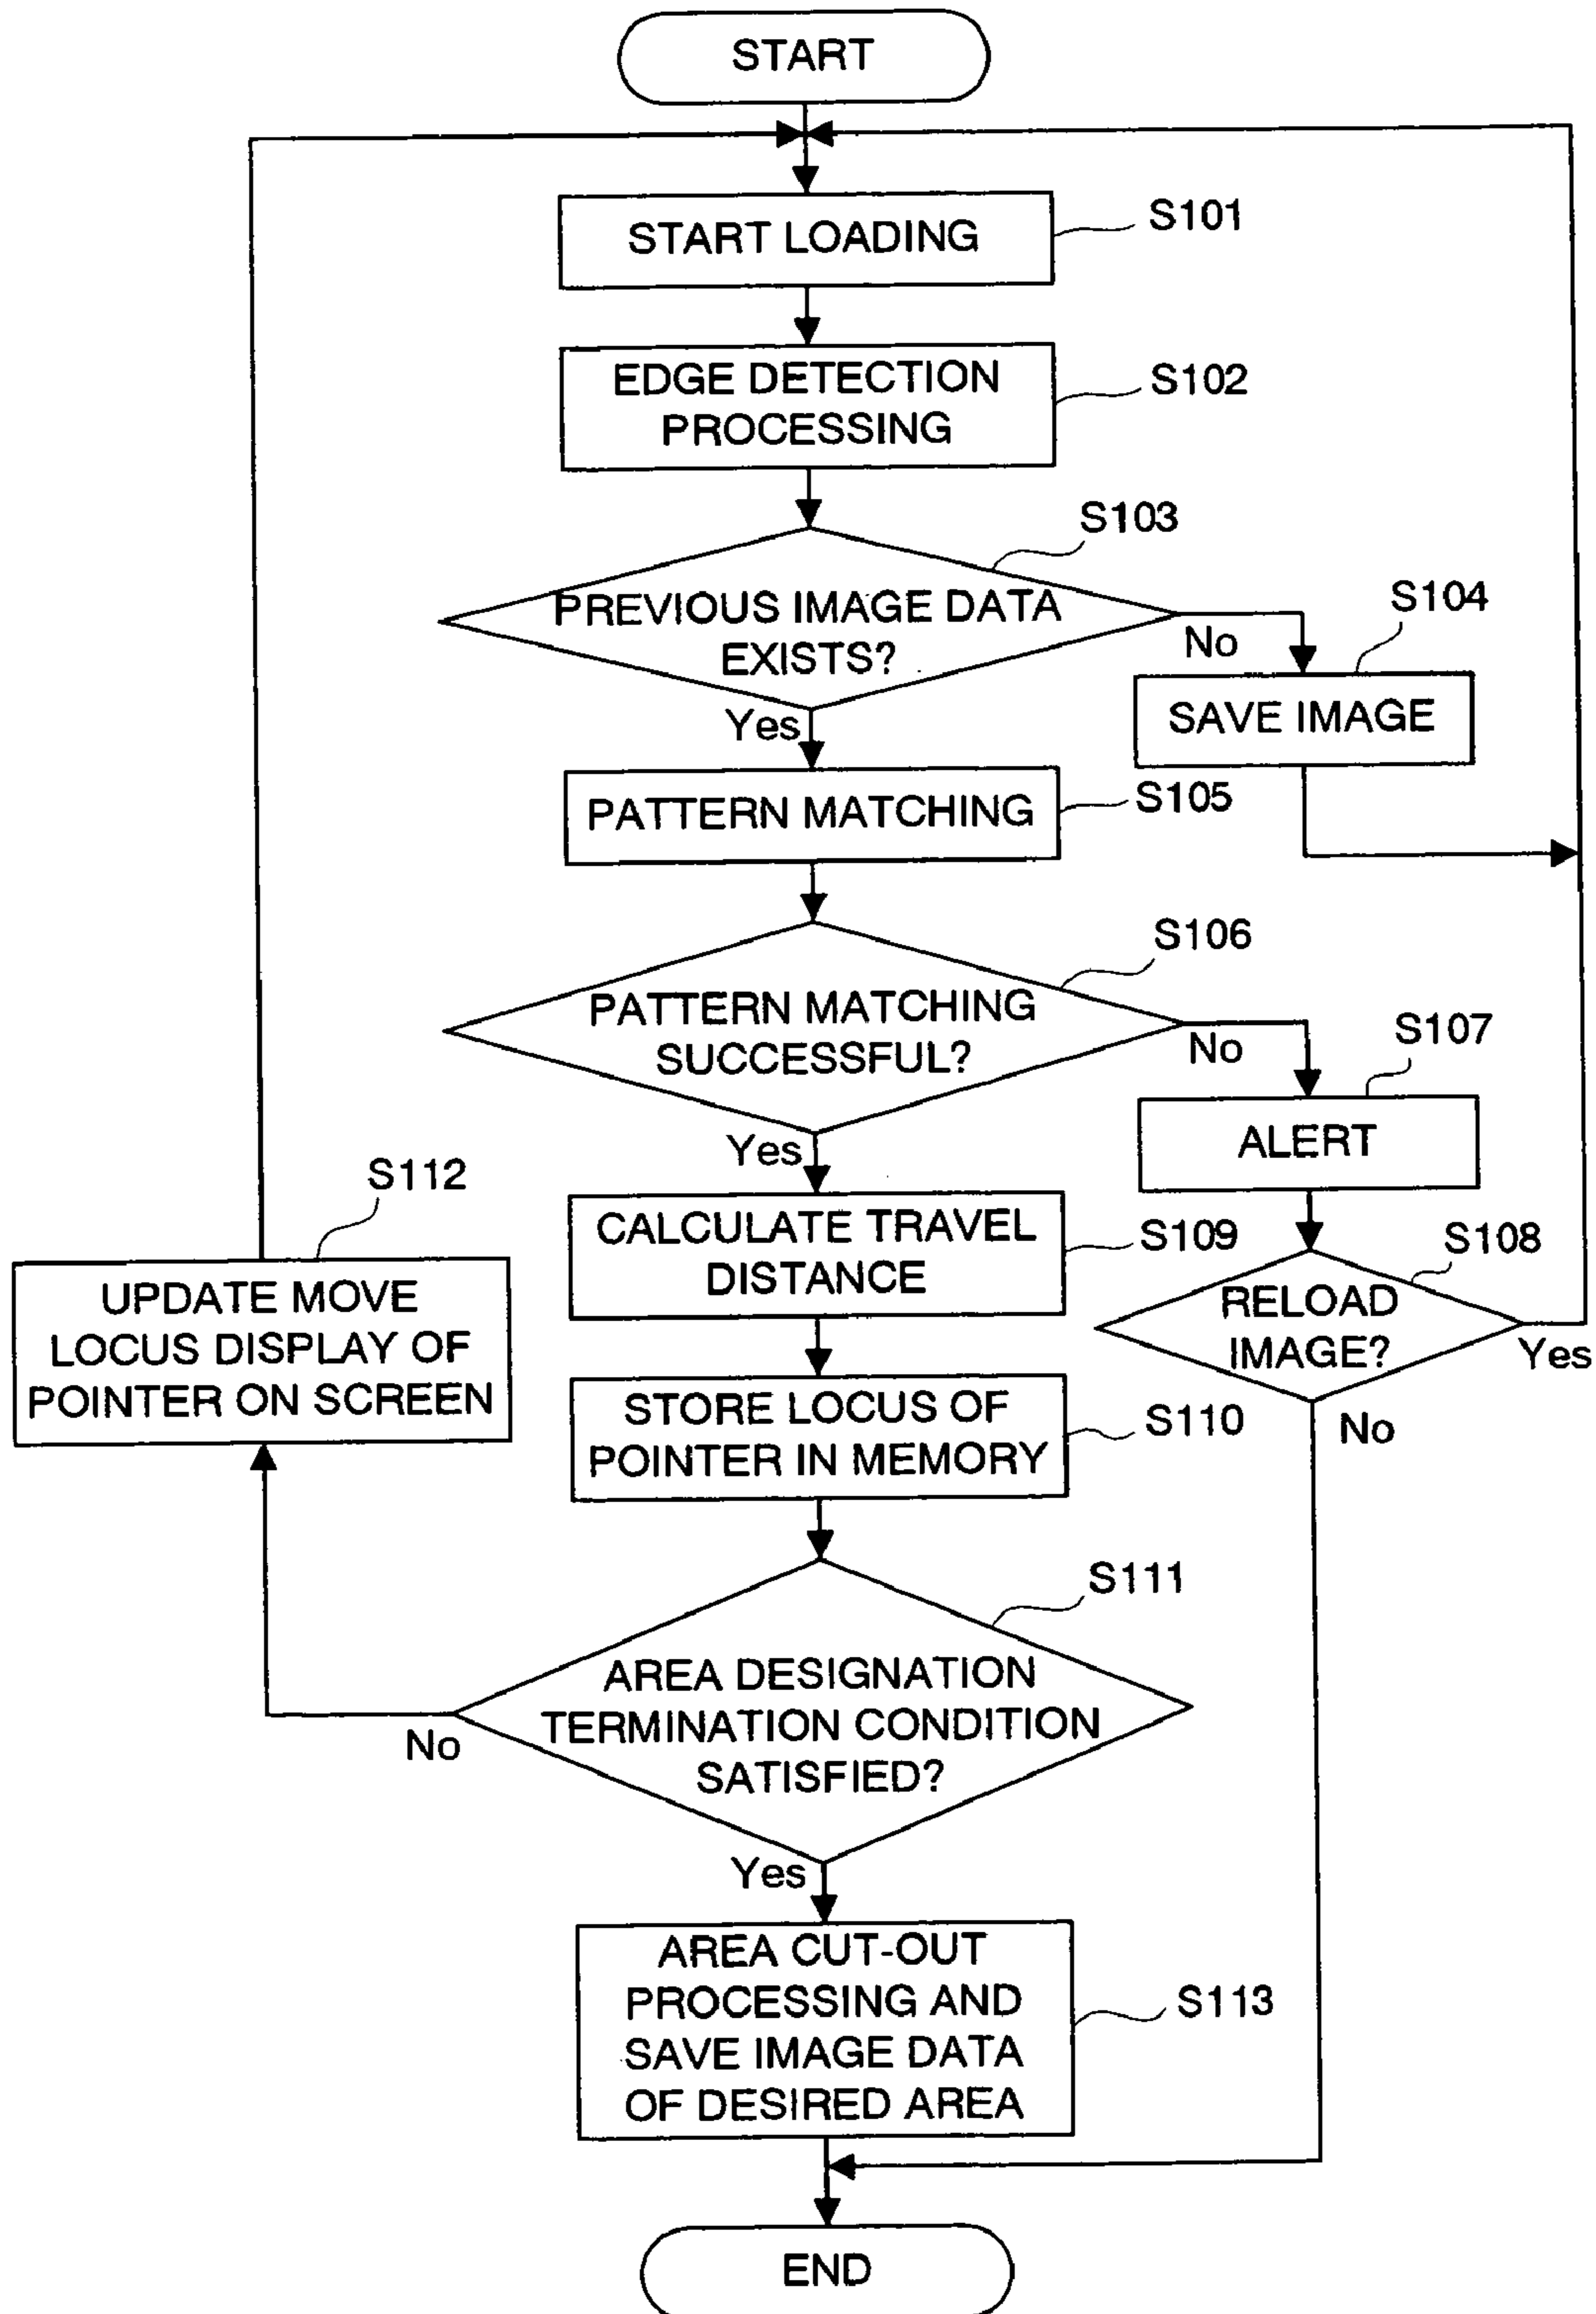 START
START LOADING
S101
EDGE DETECTION
PROCESSING
S102
S103
PREVIOUS IMAGE DATA
EXISTS?
No
Yes
S104
SAVE IMAGE
PATTERN MATCHING
S105
S106
PATTERN MATCHING
SUCCESSFUL?
No
Yes
S107
ALERT
S112
UPDATE MOVE
LOCUS DISPLAY OF
POINTER ON SCREEN
CALCULATE TRAVEL
DISTANCE
S109
S108
RELOAD
IMAGE?
Yes
No
STORE LOCUS OF
POINTER IN MEMORY
S110
S111
AREA DESIGNATION
TERMINATION CONDITION
SATISFIED?
No
Yes
AREA CUT-OUT
PROCESSING AND
SAVE IMAGE DATA
OF DESIRED AREA
S113
END